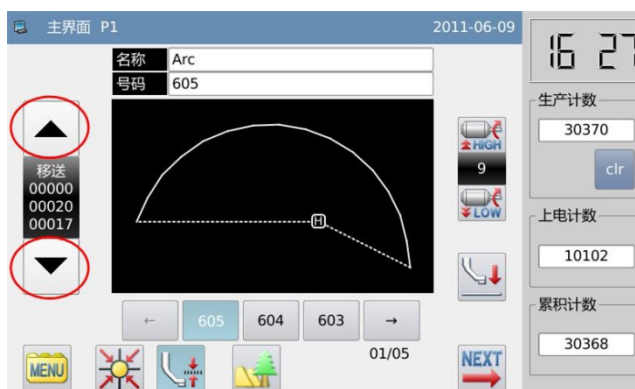 主界面 P1
2011-06-09
16 27
名称
Arc
号码
605
生产计数
30370
clr
移送
00000
00020
00017
HIGH
9
LOW
H
上电计数
10102
累积计数
30368
←
605
604
603
→
01/05
MENU
NEXT